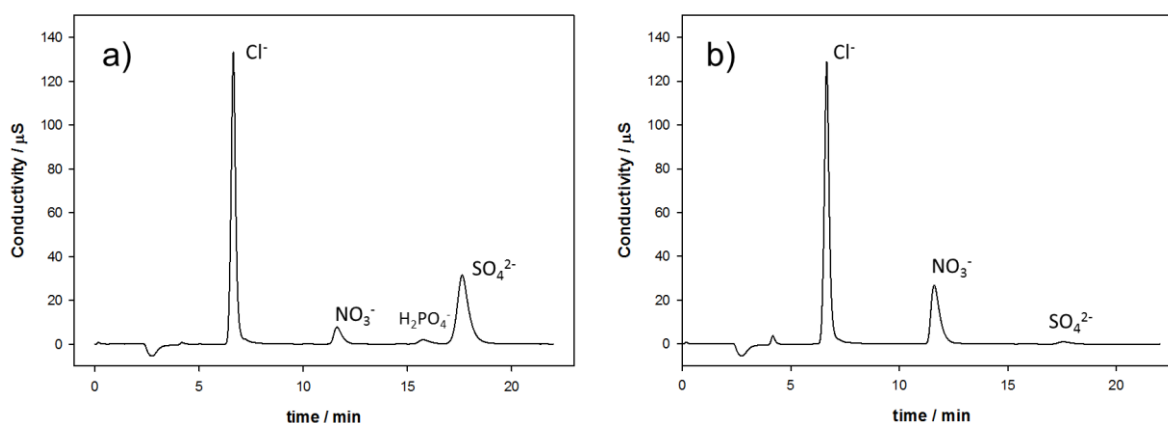 a)
Conductivity / μS
140
120
100
80
60
40
20
0
Cl⁻
NO₃⁻
H₂PO₄⁻
SO₄²⁻
0 5 10 15 20
time / min
b)
Conductivity / μS
140
120
100
80
60
40
20
0
Cl⁻
NO₃⁻
SO₄²⁻
0 5 10 15 20
time / min